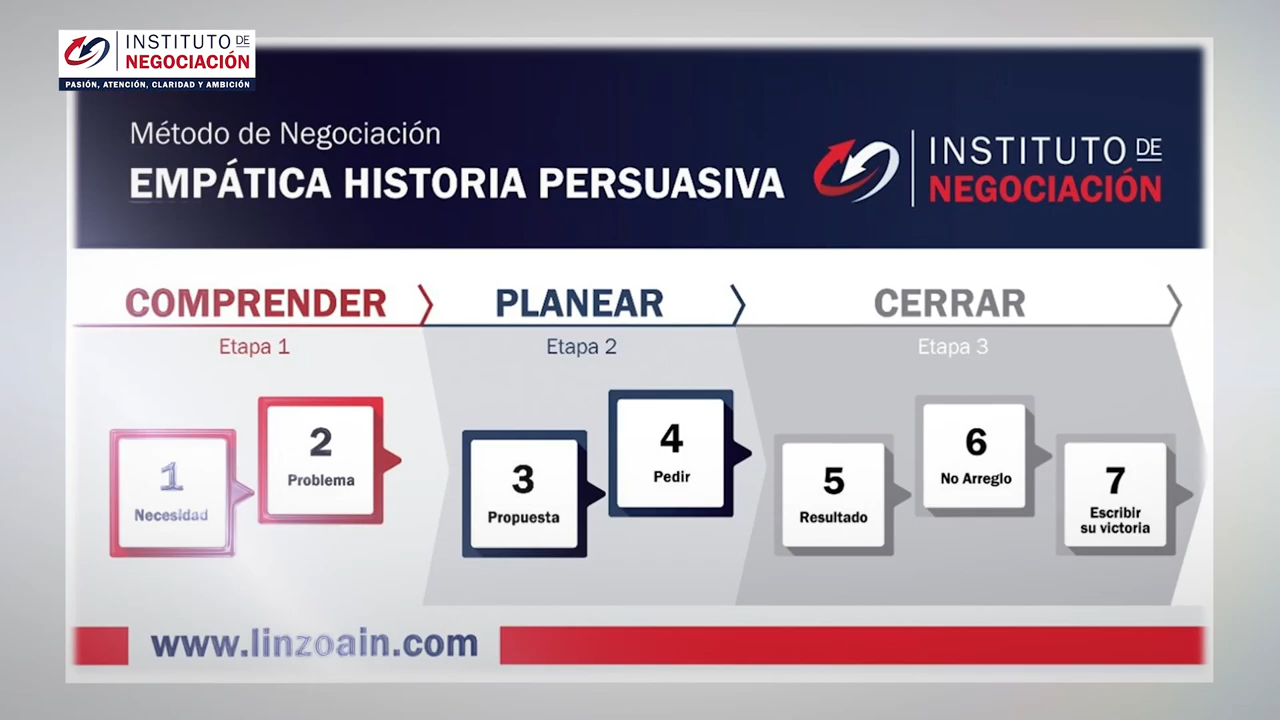 INSTITUTO DE
NEGOCIACIÓN
PASIÓN, ATENCIÓN, CLARIDAD Y AMBICIÓN
Método de Negociación
EMPÁTICA HISTORIA PERSUASIVA
INSTITUTO DE
NEGOCIACIÓN
COMPRENDER
PLANEAR
CERRAR
Etapa 1
Etapa 2
Etapa 3
1
Necesidad
2
Problema
3
Propuesta
4
Pedir
5
Resultado
6
No Arreglo
7
Escribir
su victoria
www.linzoain.com